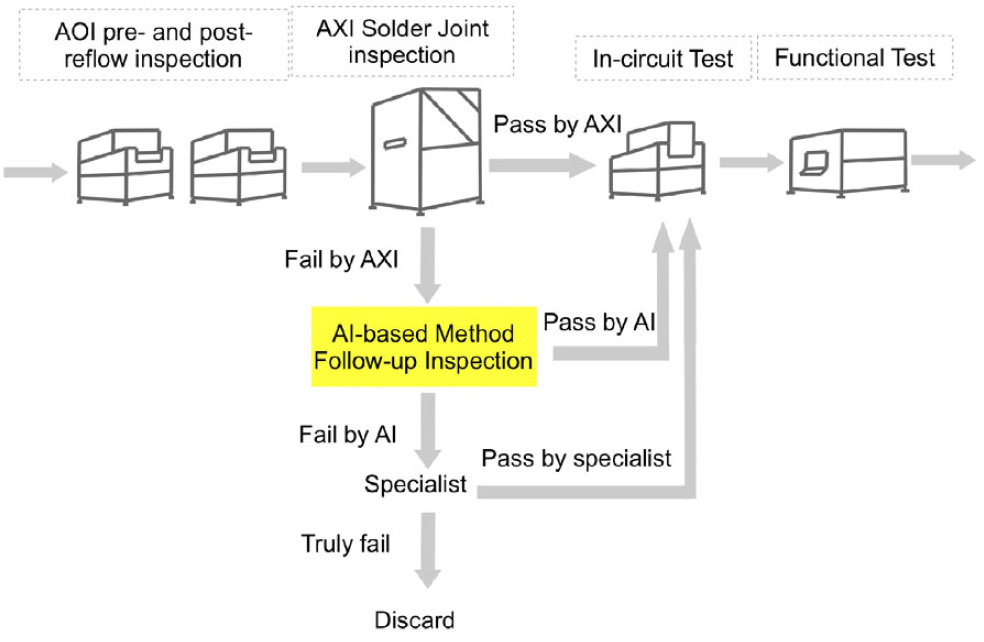 AOI pre- and post-
reflow inspection
AXI Solder Joint
inspection
In-circuit Test
Functional Test
Pass by AXI
Fail by AXI
AI-based Method
Follow-up Inspection
Pass by AI
Fail by AI
Pass by specialist
Specialist
Truly fail
Discard